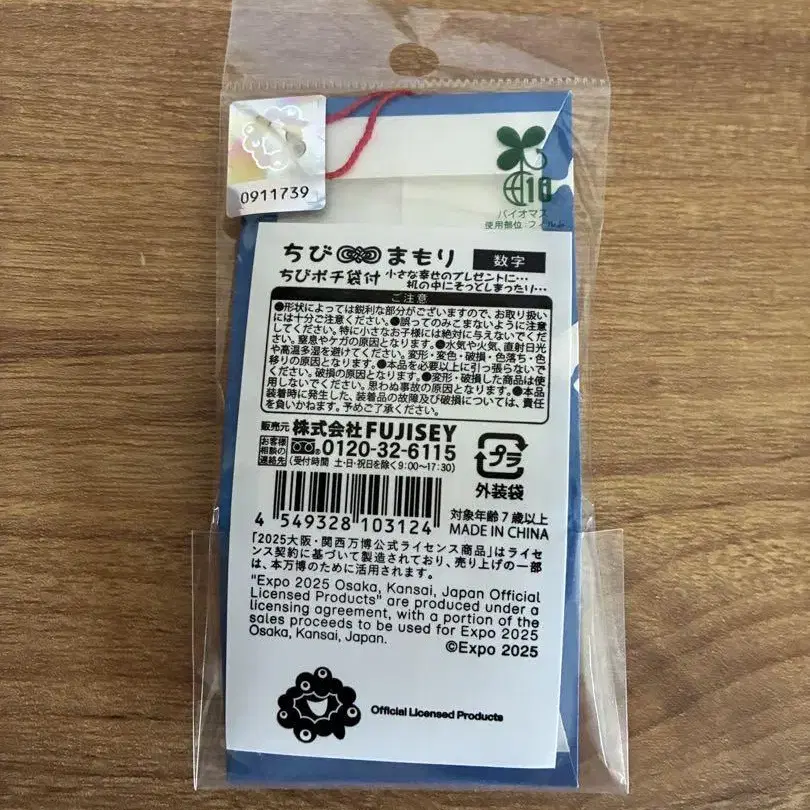 0911739
10
バイオマス
使用部位:フィルム
ちび まもり 数字
ちびポチ袋付 小さな幸せのプレゼントに…
机の中にそっとしまったり…
ご注意
●形状によっては鋭利な部分がございますので、お取り扱い
には十分ご注意ください。●誤ってのみこまないように注意
してください。特に小さなお子様には絶対に与えないでくだ
さい。窒息やケガの原因となります。●水気や火気、直射日光
や高温多湿を避けてください。変形・変色・破損・色落ち・色
移りの原因となります。●本品を必要以上に引っ張らないで
ください。破損の原因となります。●変形・破損した商品は使
用しないでください。思わぬ事故の原因となります。●本品
装着時に発生した、装着品の故障及び破損については、責任
を負いかねます。予めご了承ください。
販売元 株式会社FUJISEY
お客様相談の連絡先 0120-32-6115
(受付時間 土・日・祝日を除く9:00〜17:30)
プラ
外装袋
4 549328 103124
対象年齢7歳以上
MADE IN CHINA
「2025大阪・関西万博公式ライセンス商品」はライセ
ンス契約に基づいて製造されており、売り上げの一部
は、本万博のために活用されます。
"Expo 2025 Osaka, Kansai, Japan Official
Licensed Products" are produced under a
licensing agreement, with a portion of the
sales proceeds to be used for Expo 2025
Osaka, Kansai, Japan.
©Expo 2025
Official Licensed Products